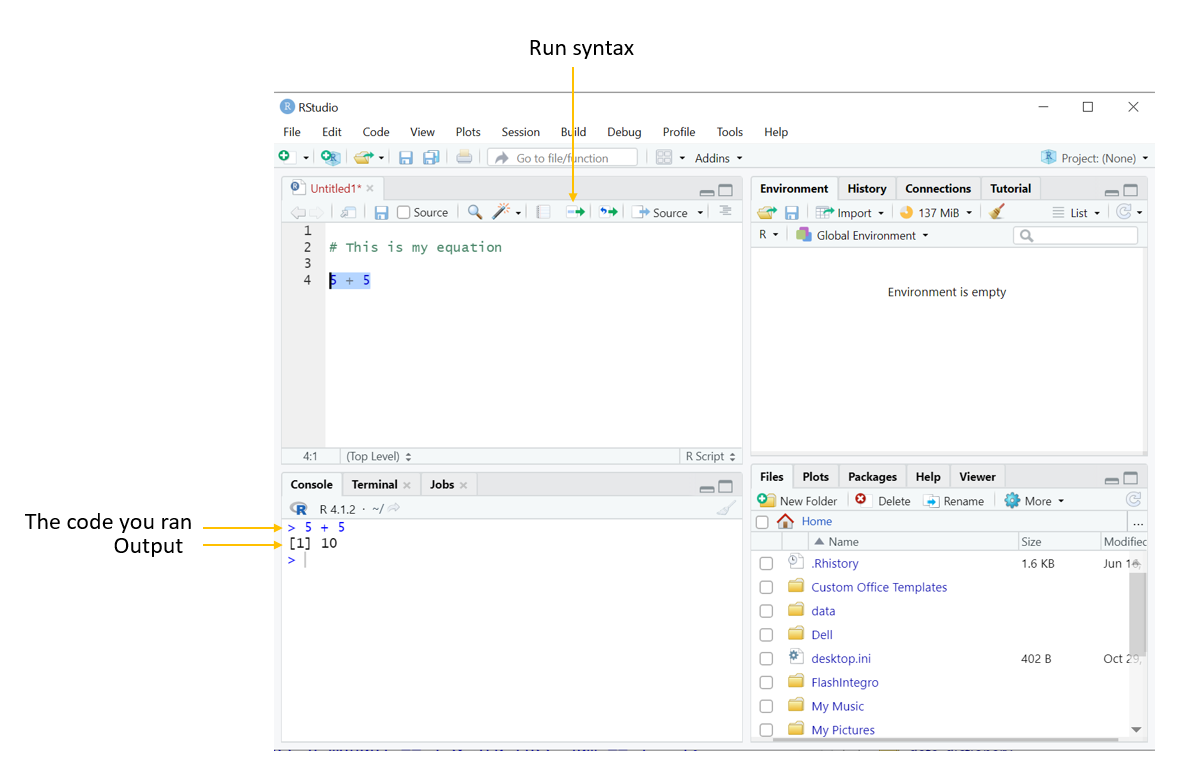 Run syntax
RStudio
File Edit Code View Plots Session Build Debug Profile Tools Help
Go to file/function Addins Project: (None)
Untitled1*
Source Source
1
2 # This is my equation
3
4 5 + 5
4:1 (Top Level) R Script
Console Terminal Jobs
R 4.1.2 · ~/
The code you ran
> 5 + 5
Output
[1] 10
>
Environment History Connections Tutorial
Import 137 MiB List
R Global Environment
Environment is empty
Files Plots Packages Help Viewer
New Folder Delete Rename More
Home ...
Name Size Modified
.Rhistory 1.6 KB Jun
Custom Office Templates
data
Dell
desktop.ini 402 B Oct 29,
FlashIntegro
My Music
My Pictures